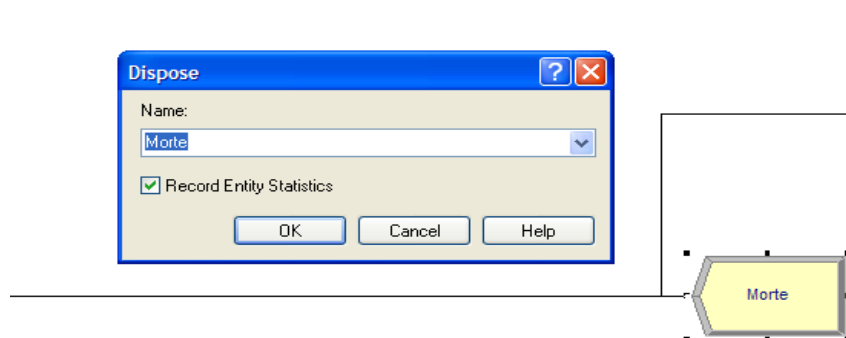 Dispose
Name:
Morte
Record Entity Statistics
OK Cancel Help
Morte